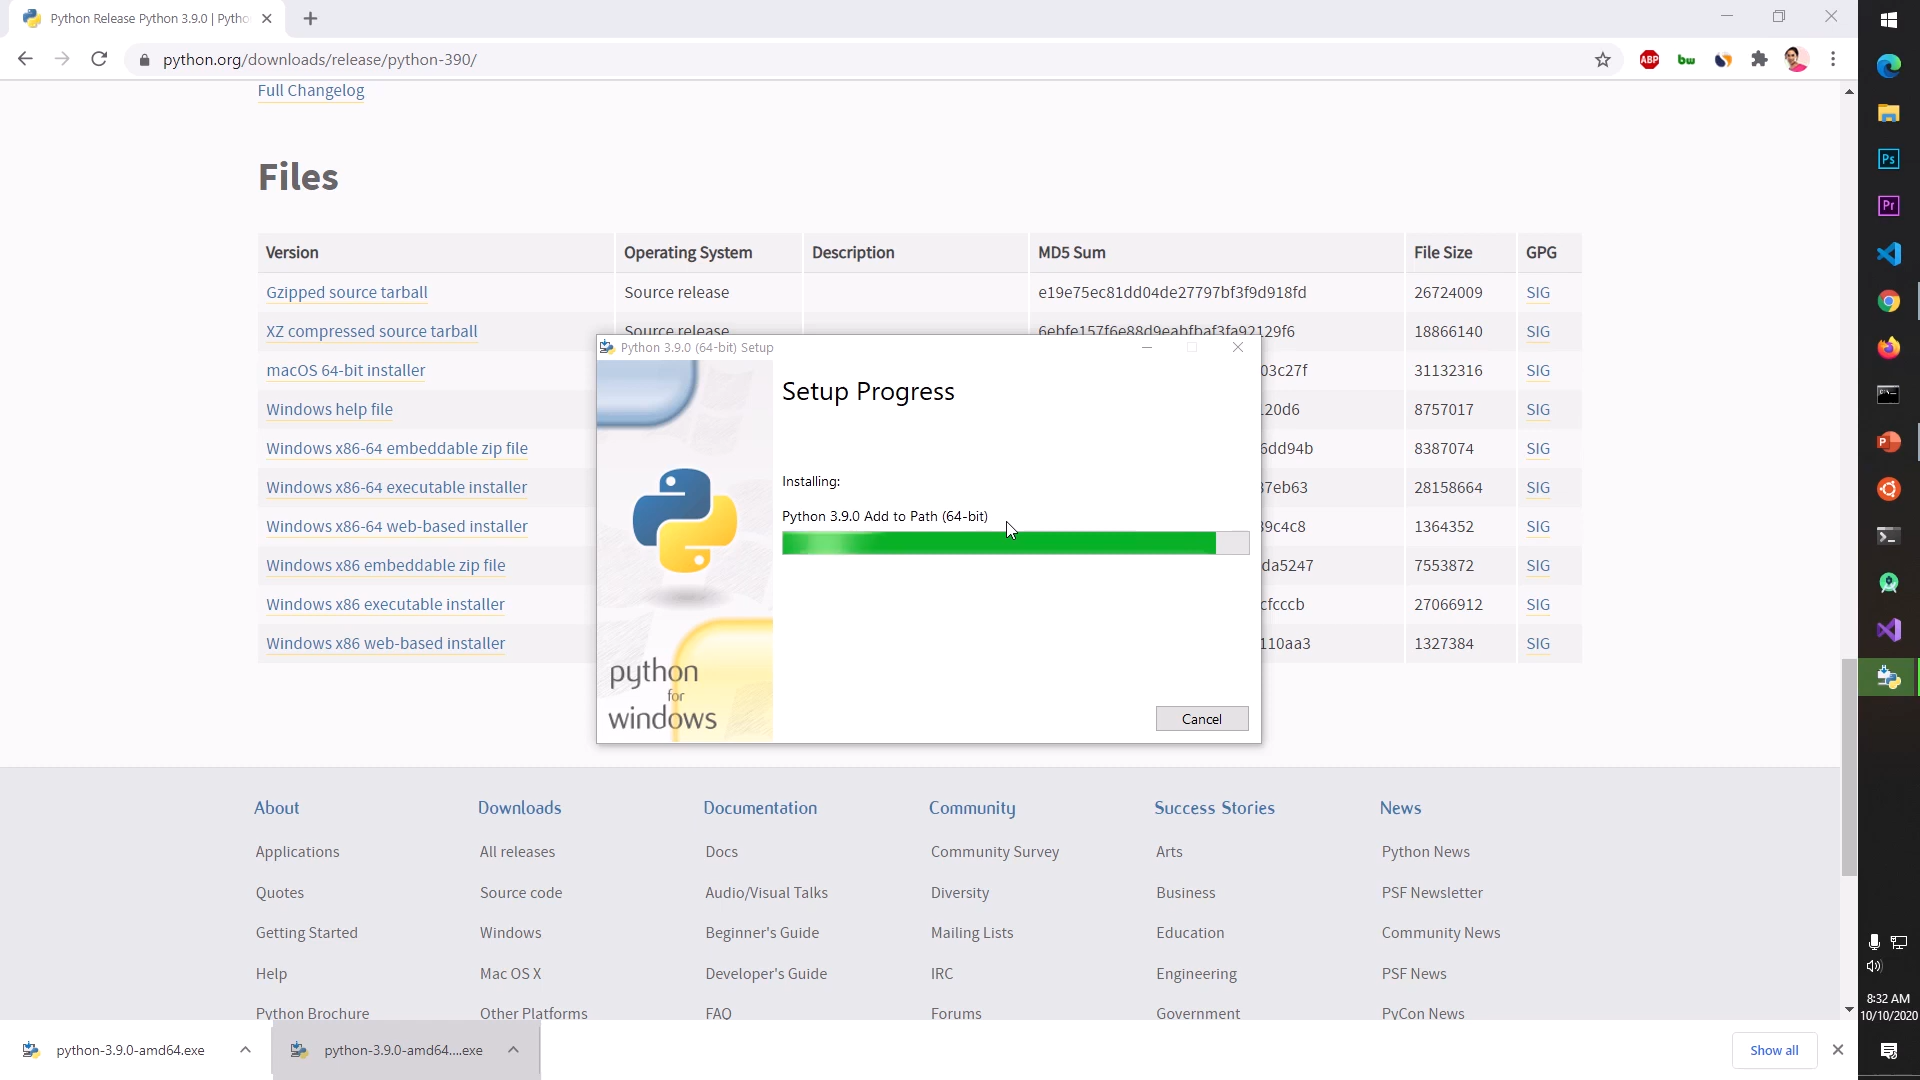 Python Release Python 3.9.0 | Pytho
python.org/downloads/release/python-390/
ABP
bw
Full Changelog
Files
Version Operating System Description MD5 Sum File Size GPG
Gzipped source tarball Source release e19e75ec81dd04de27797bf3f9d918fd 26724009 SIG
XZ compressed source tarball Source release 6ebfe157f6e88d9eabfbaf3fa92129f6 18866140 SIG
macOS 64-bit installer 03c27f 31132316 SIG
Windows help file 20d6 8757017 SIG
Windows x86-64 embeddable zip file 6dd94b 8387074 SIG
Windows x86-64 executable installer 7eb63 28158664 SIG
Windows x86-64 web-based installer 9c4c8 1364352 SIG
Windows x86 embeddable zip file da5247 7553872 SIG
Windows x86 executable installer cfcccb 27066912 SIG
Windows x86 web-based installer 110aa3 1327384 SIG
Python 3.9.0 (64-bit) Setup
Setup Progress
Installing:
Python 3.9.0 Add to Path (64-bit)
python
for
windows
Cancel
About Downloads Documentation Community Success Stories News
Applications All releases Docs Community Survey Arts Python News
Quotes Source code Audio/Visual Talks Diversity Business PSF Newsletter
Getting Started Windows Beginner's Guide Mailing Lists Education Community News
Help Mac OS X Developer's Guide IRC Engineering PSF News
Python Brochure Other Platforms FAQ Forums Government PyCon News
python-3.9.0-amd64.exe
python-3.9.0-amd64....exe
Show all
Ps
Pr
P
8:32 AM
10/10/2020